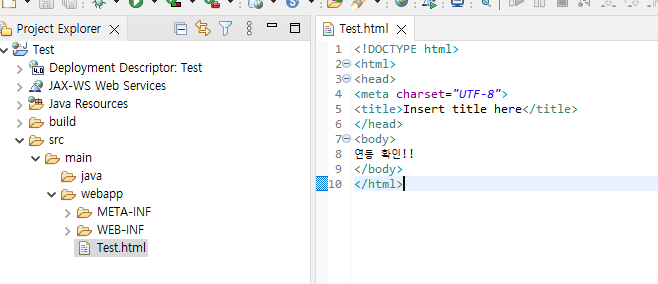 Project Explorer
Test
Deployment Descriptor: Test
JAX-WS Web Services
Java Resources
build
src
main
java
webapp
META-INF
WEB-INF
Test.html
Test.html
1 <!DOCTYPE html>
2 <html>
3 <head>
4 <meta charset="UTF-8">
5 <title>Insert title here</title>
6 </head>
7 <body>
8 연동 확인!!
9 </body>
10 </html>